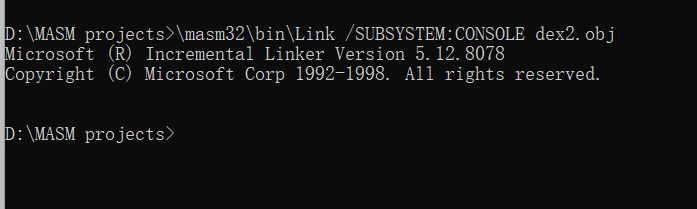 D:\MASM projects>\masm32\bin\Link /SUBSYSTEM:CONSOLE dex2.obj
Microsoft (R) Incremental Linker Version 5.12.8078
Copyright (C) Microsoft Corp 1992-1998. All rights reserved.
D:\MASM projects>